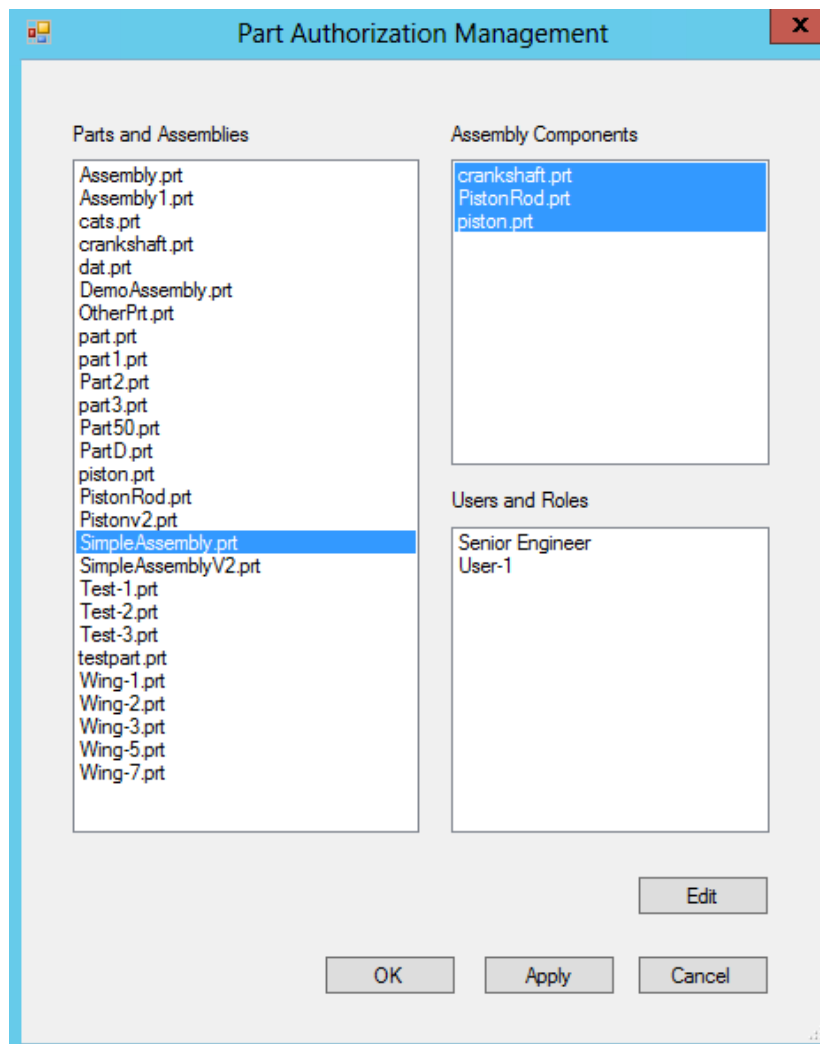 Part Authorization Management
x
Parts and Assemblies
Assembly.prt
Assembly1.prt
cats.prt
crankshaft.prt
dat.prt
DemoAssembly.prt
OtherPrt.prt
part.prt
part1.prt
Part2.prt
part3.prt
Part50.prt
PartD.prt
piston.prt
PistonRod.prt
Pistonv2.prt
SimpleAssembly.prt
SimpleAssemblyV2.prt
Test-1.prt
Test-2.prt
Test-3.prt
testpart.prt
Wing-1.prt
Wing-2.prt
Wing-3.prt
Wing-5.prt
Wing-7.prt
Assembly Components
crankshaft.prt
PistonRod.prt
piston.prt
Users and Roles
Senior Engineer
User-1
Edit
OK
Apply
Cancel